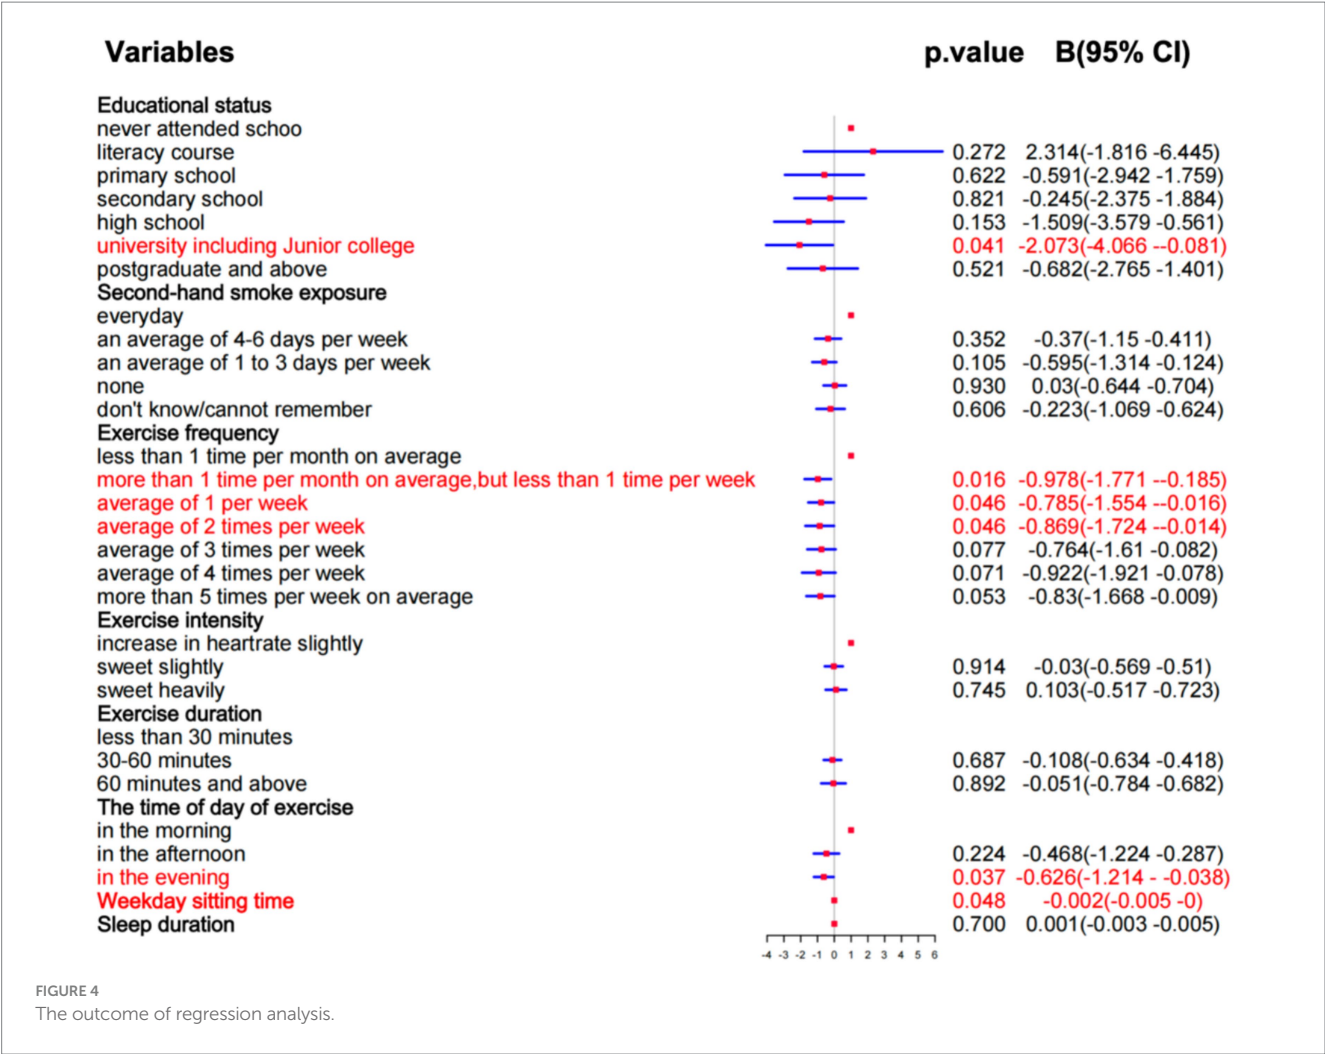 Variables p.value B(95% CI)
Educational status
never attended schoo
literacy course 0.272 2.314(-1.816 -6.445)
primary school 0.622 -0.591(-2.942 -1.759)
secondary school 0.821 -0.245(-2.375 -1.884)
high school 0.153 -1.509(-3.579 -0.561)
university including Junior college 0.041 -2.073(-4.066 --0.081)
postgraduate and above 0.521 -0.682(-2.765 -1.401)
Second-hand smoke exposure
everyday
an average of 4-6 days per week 0.352 -0.37(-1.15 -0.411)
an average of 1 to 3 days per week 0.105 -0.595(-1.314 -0.124)
none 0.930 0.03(-0.644 -0.704)
don't know/cannot remember 0.606 -0.223(-1.069 -0.624)
Exercise frequency
less than 1 time per month on average
more than 1 time per month on average,but less than 1 time per week 0.016 -0.978(-1.771 --0.185)
average of 1 per week 0.046 -0.785(-1.554 --0.016)
average of 2 times per week 0.046 -0.869(-1.724 --0.014)
average of 3 times per week 0.077 -0.764(-1.61 -0.082)
average of 4 times per week 0.071 -0.922(-1.921 -0.078)
more than 5 times per week on average 0.053 -0.83(-1.668 -0.009)
Exercise intensity
increase in heartrate slightly
sweet slightly 0.914 -0.03(-0.569 -0.51)
sweet heavily 0.745 0.103(-0.517 -0.723)
Exercise duration
less than 30 minutes
30-60 minutes 0.687 -0.108(-0.634 -0.418)
60 minutes and above 0.892 -0.051(-0.784 -0.682)
The time of day of exercise
in the morning
in the afternoon 0.224 -0.468(-1.224 -0.287)
in the evening 0.037 -0.626(-1.214 - -0.038)
Weekday sitting time 0.048 -0.002(-0.005 -0)
Sleep duration 0.700 0.001(-0.003 -0.005)
-4 -3 -2 -1 0 1 2 3 4 5 6
FIGURE 4
The outcome of regression analysis.